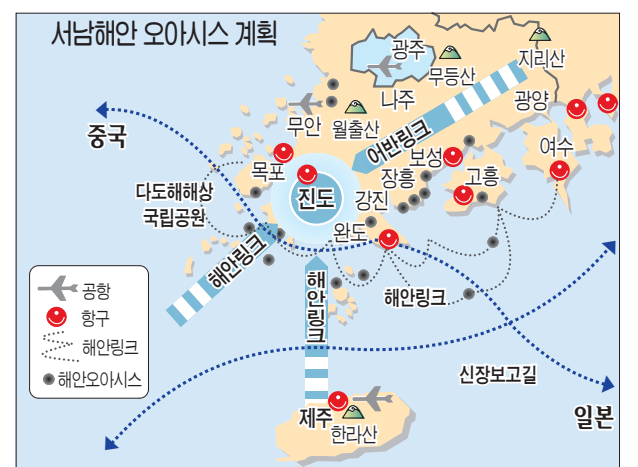 서남해안 오아시스 계획
광주
지리산
무등산
나주
광양
무안
월출산
중국
어반링크
여수
보성
목포
고흥
장흥
다도해해상
국립공원
진도
강진
완도
해안링크
해안링크
해안링크
공항
항구
해안링크
해안오아시스
신장보고길
제주
한라산
일본